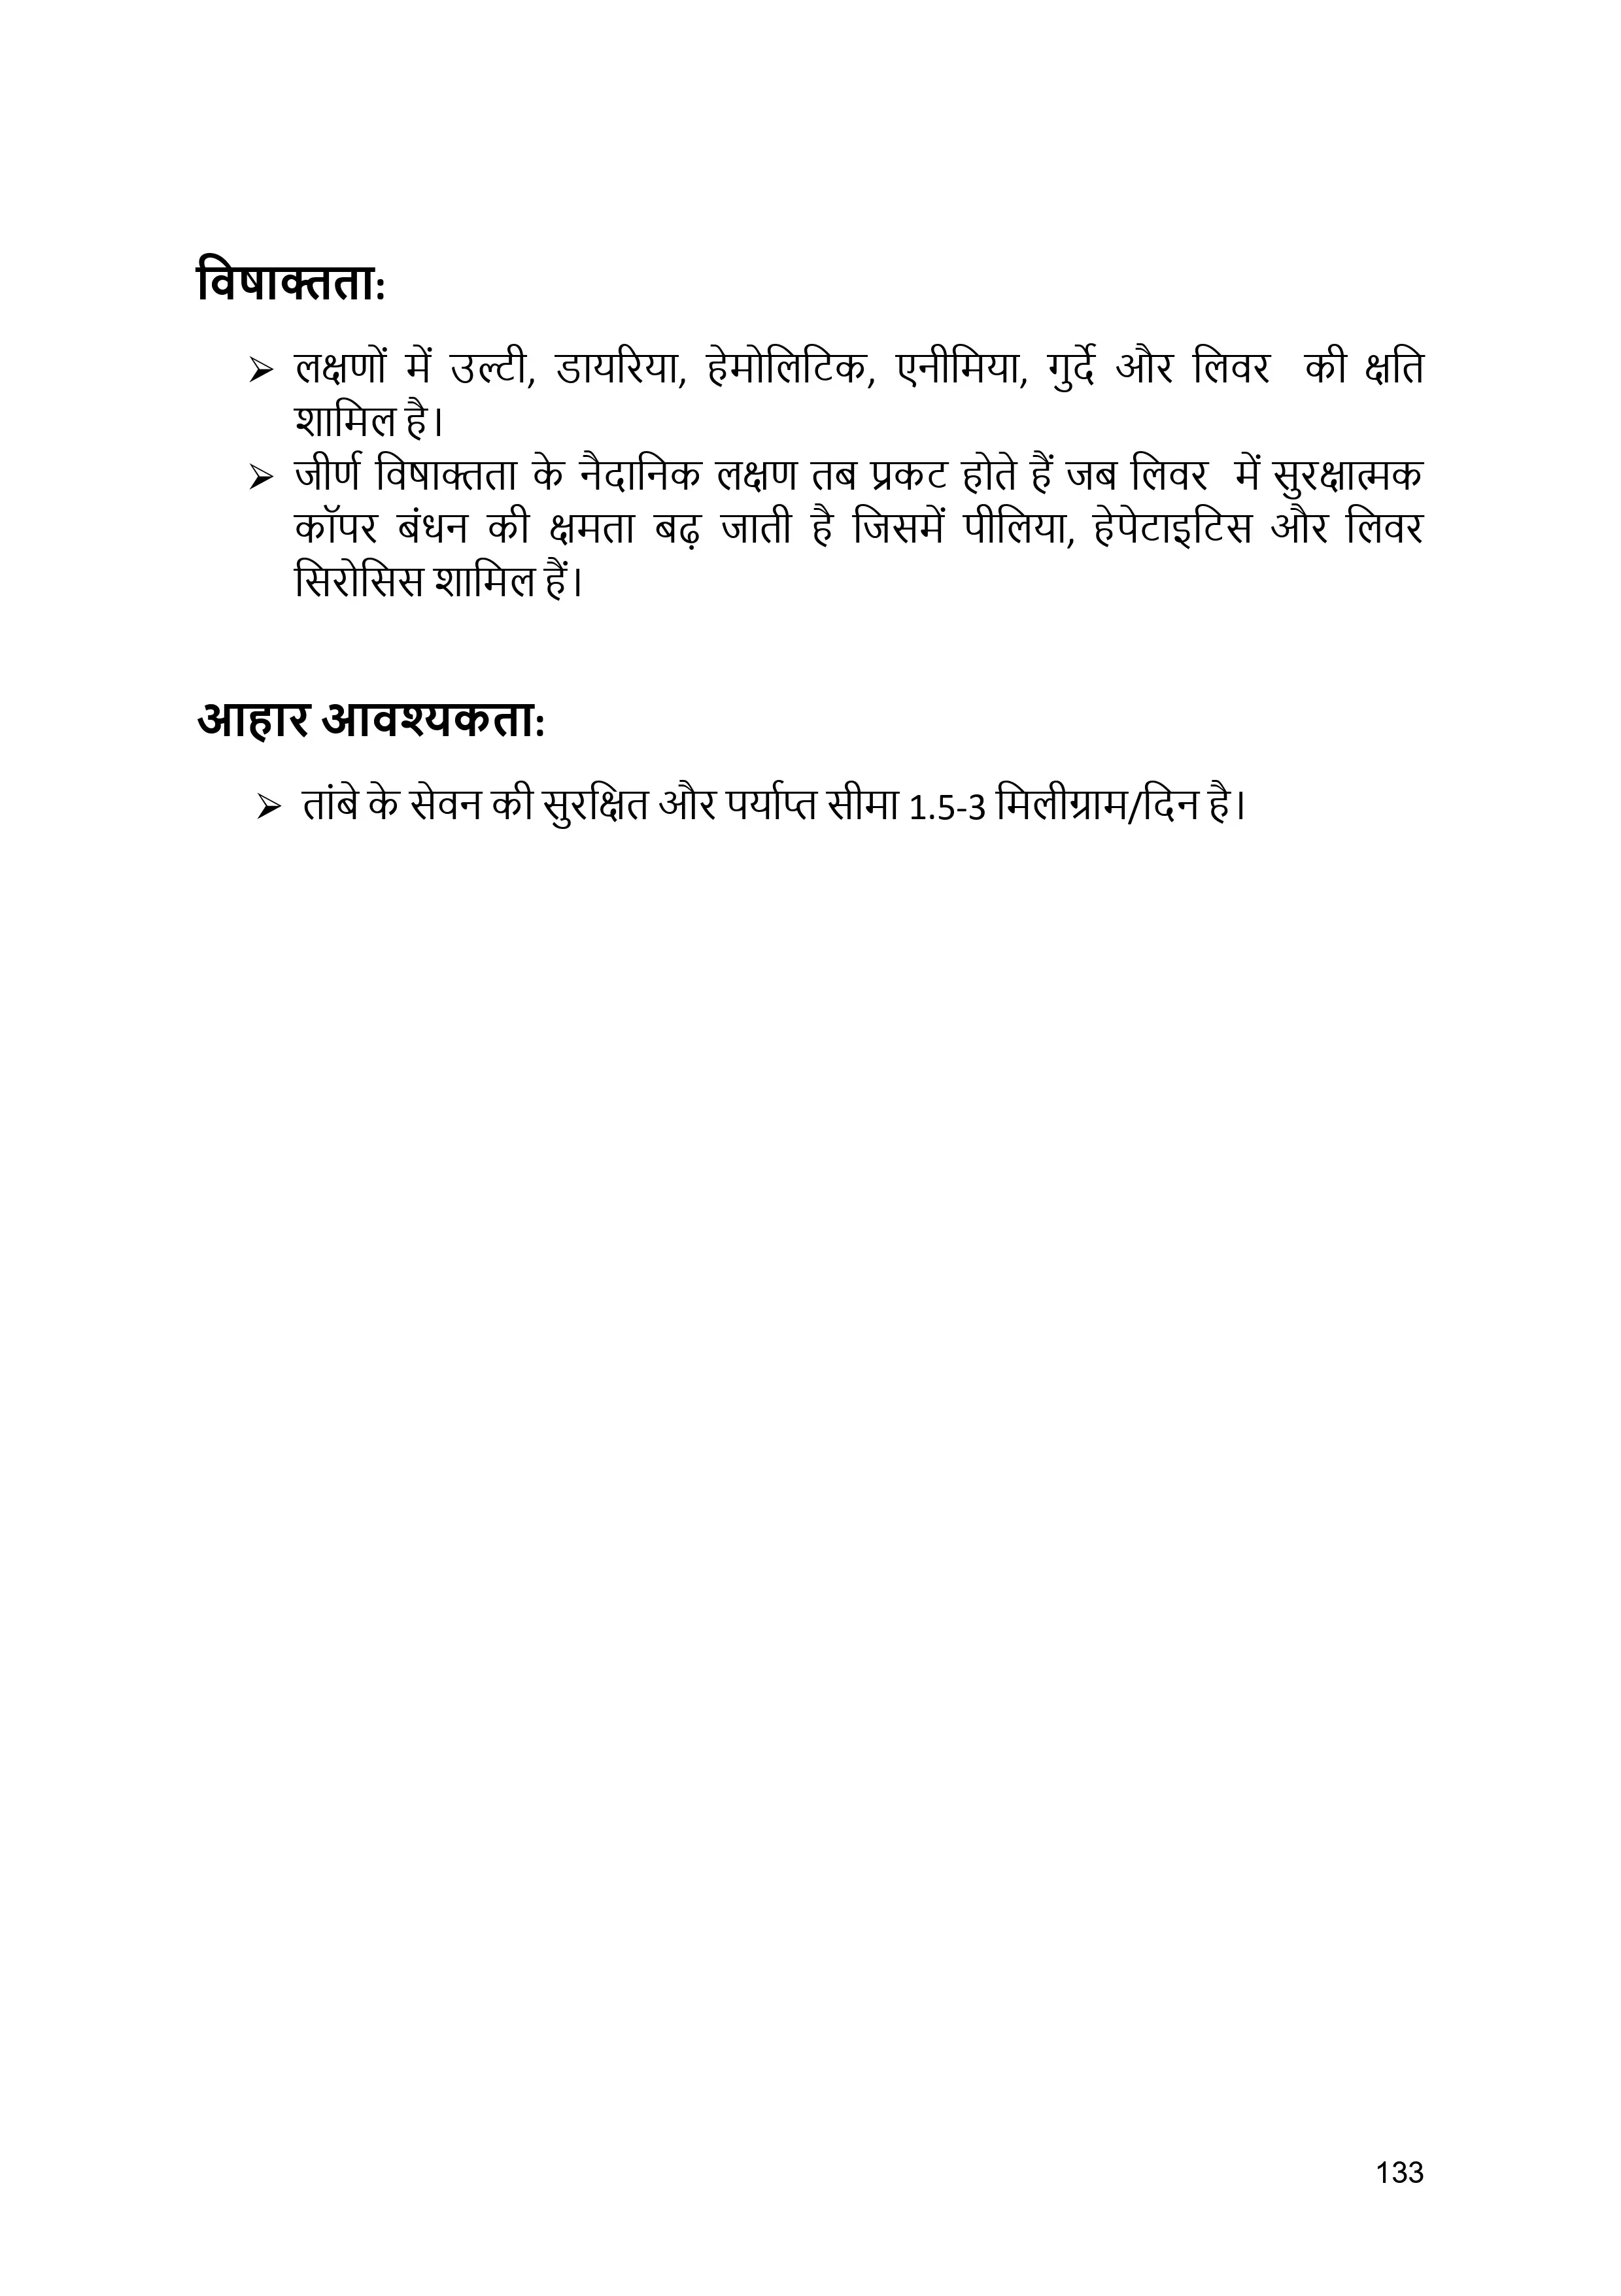 विषाक्तता:
➢ लक्षणों में उल्टी, डायरिया, हेमोलिटिक, एनीमिया, गुर्दे और लिवर की क्षति
शामिल है।
➢ जीर्ण विषाक्तता के नैदानिक लक्षण तब प्रकट होते हैं जब लिवर में सुरक्षात्मक
कॉपर बंधन की क्षमता बढ़ जाती है जिसमें पीलिया, हेपेटाइटिस और लिवर
सिरोसिस शामिल हैं।
आहार आवश्यकता:
➢ तांबे के सेवन की सुरक्षित और पर्याप्त सीमा 1.5-3 मिलीग्राम/दिन है।
133